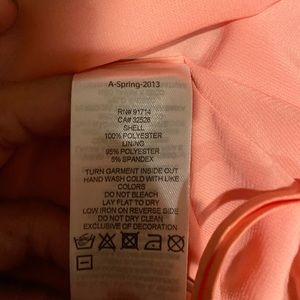 A-Spring-2013
RN# 91714
CA# 32526
SHELL
100% POLYESTER
LINING
95% POLYESTER
5% SPANDEX
TURN GARMENT INSIDE OUT
HAND WASH COLD WITH LIKE
COLORS
DO NOT BLEACH
LAY FLAT TO DRY
LOW IRON ON REVERSE SIDE
DO NOT DRY CLEAN
EXCLUSIVE OF DECORATION